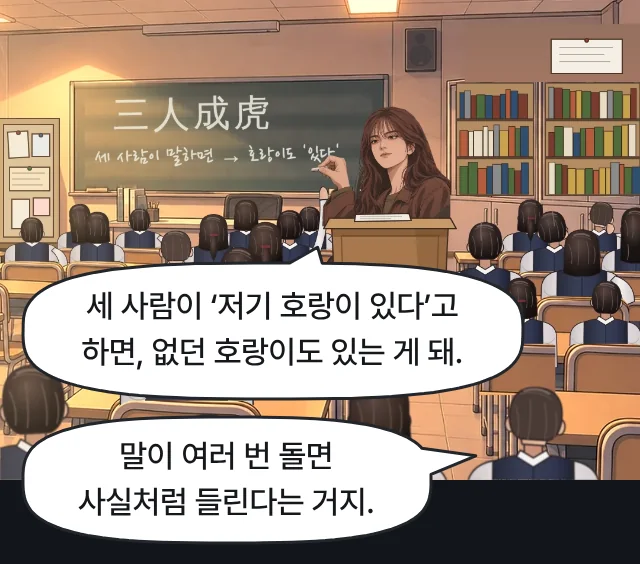 三人成虎
세 사람이 말하면 → 호랑이도 '있다'
세 사람이 ‘저기 호랑이 있다’고
하면, 없던 호랑이도 있는 게 돼.
말이 여러 번 돌면
사실처럼 들린다는 거지.